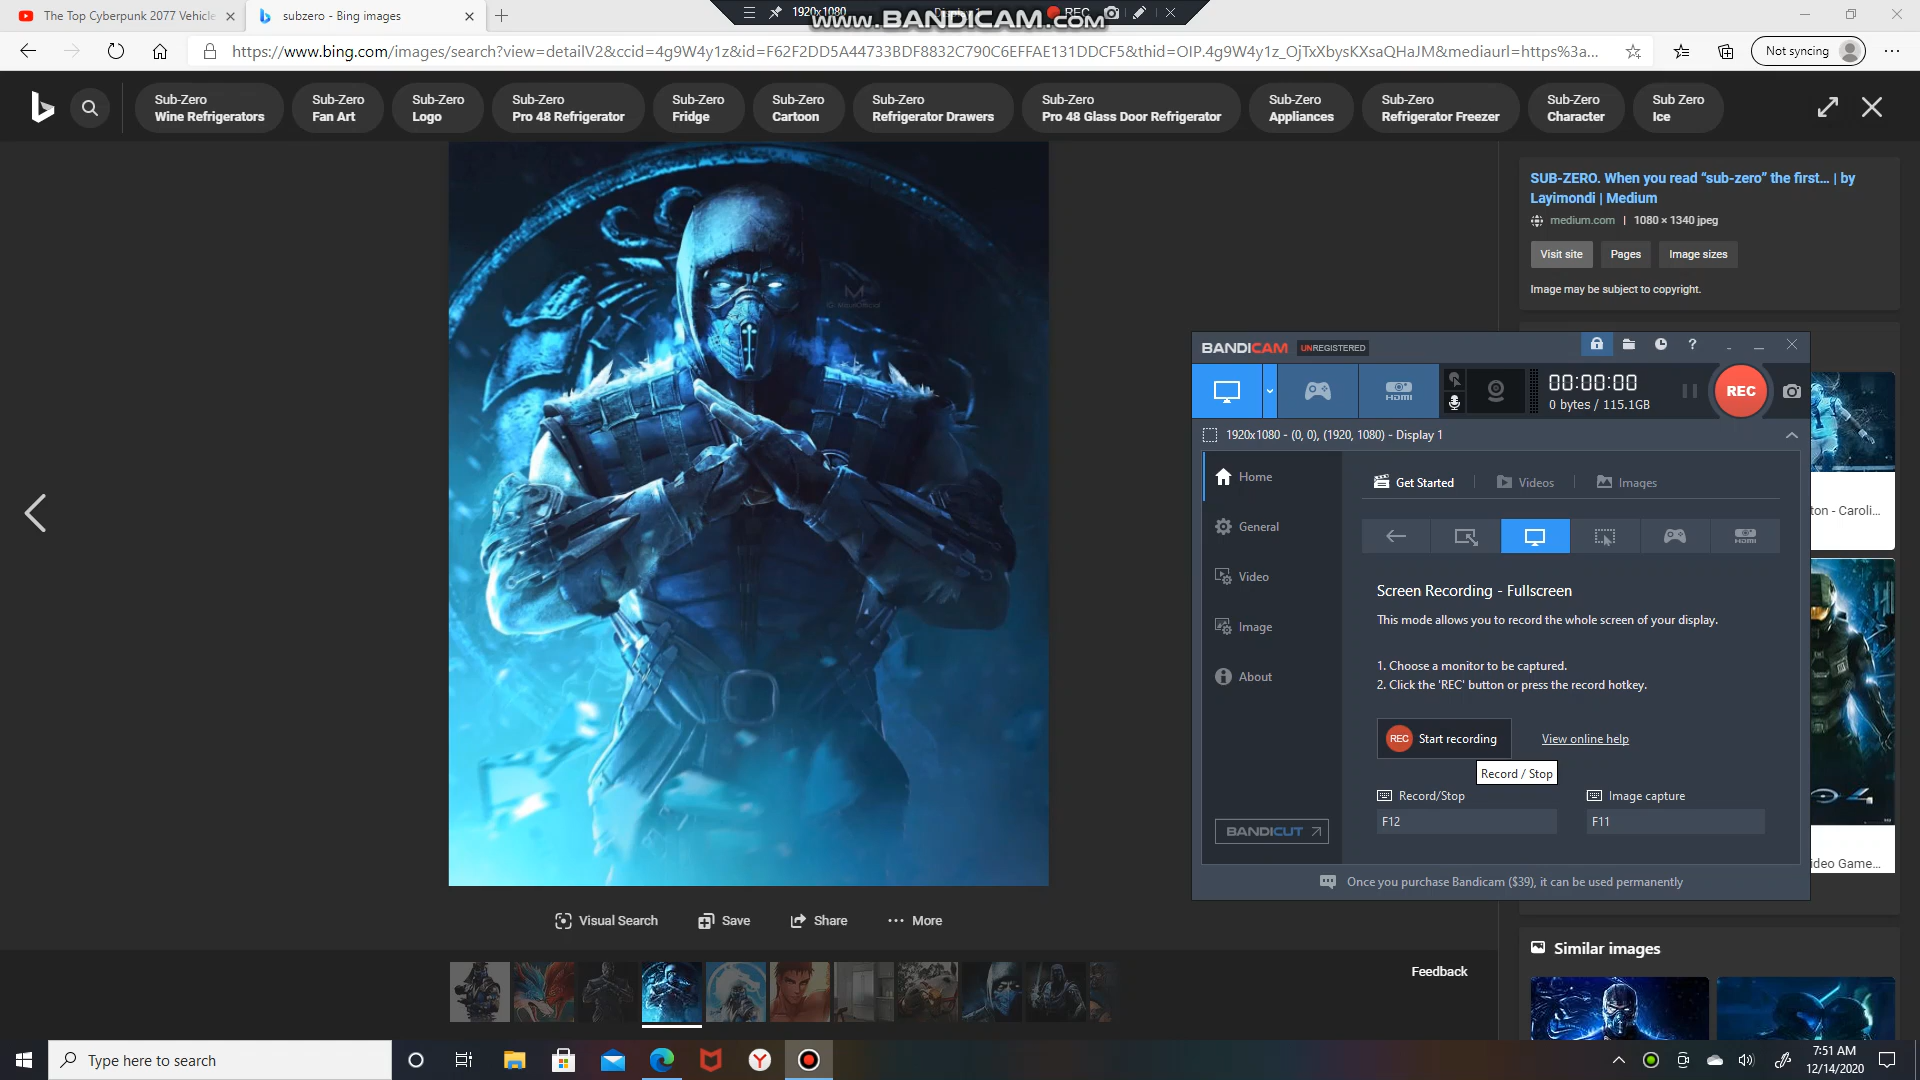 The Top Cyberpunk 2077 Vehicle
subzero - Bing images
1920x1080
REC
www.BANDICAM.com
https://www.bing.com/images/search?view=detailV2&ccid=4g9W4y1z&id=F62F2DD5A44733BDF8832C790C6EFFAE131DDCF5&thid=OIP.4g9W4y1z_OjTxXbysKXsaQHaJM&mediaurl=https%3a...
Not syncing
Sub-Zero Wine Refrigerators
Sub-Zero Fan Art
Sub-Zero Logo
Sub-Zero Pro 48 Refrigerator
Sub-Zero Fridge
Sub-Zero Cartoon
Sub-Zero Refrigerator Drawers
Sub-Zero Pro 48 Glass Door Refrigerator
Sub-Zero Appliances
Sub-Zero Refrigerator Freezer
Sub-Zero Character
Sub Zero Ice
SUB-ZERO. When you read “sub-zero” the first... | by
Layimondi | Medium
medium.com | 1080 × 1340 jpeg
Visit site
Pages
Image sizes
Image may be subject to copyright.
BANDICAM UNREGISTERED
?
HDMI
00:00:00
0 bytes / 115.1GB
REC
1920x1080 - (0, 0), (1920, 1080) - Display 1
Home
General
Video
Image
About
Get Started
Videos
Images
HDMI
Screen Recording - Fullscreen
This mode allows you to record the whole screen of your display.
1. Choose a monitor to be captured.
2. Click the 'REC' button or press the record hotkey.
REC Start recording
View online help
Record / Stop
Record/Stop
Image capture
F12
F11
BANDICUT
Once you purchase Bandicam ($39), it can be used permanently
ton - Caroli...
ideo Game...
Visual Search
Save
Share
More
Feedback
Similar images
Type here to search
7:51 AM
12/14/2020